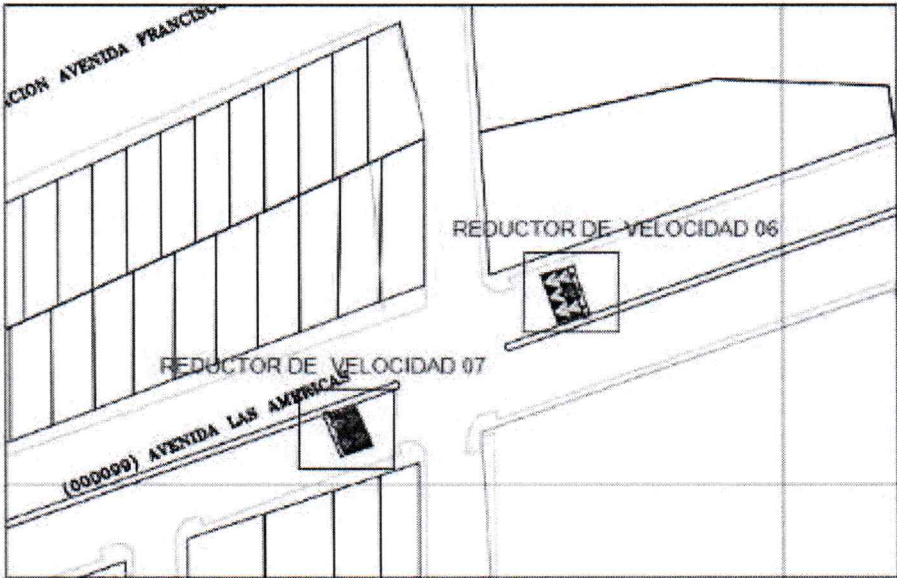 ACION AVENIDA FRANCISC
REDUCTOR DE VELOCIDAD 06
REDUCTOR DE VELOCIDAD 07
(000099) AVENIDA LAS AMERICAS